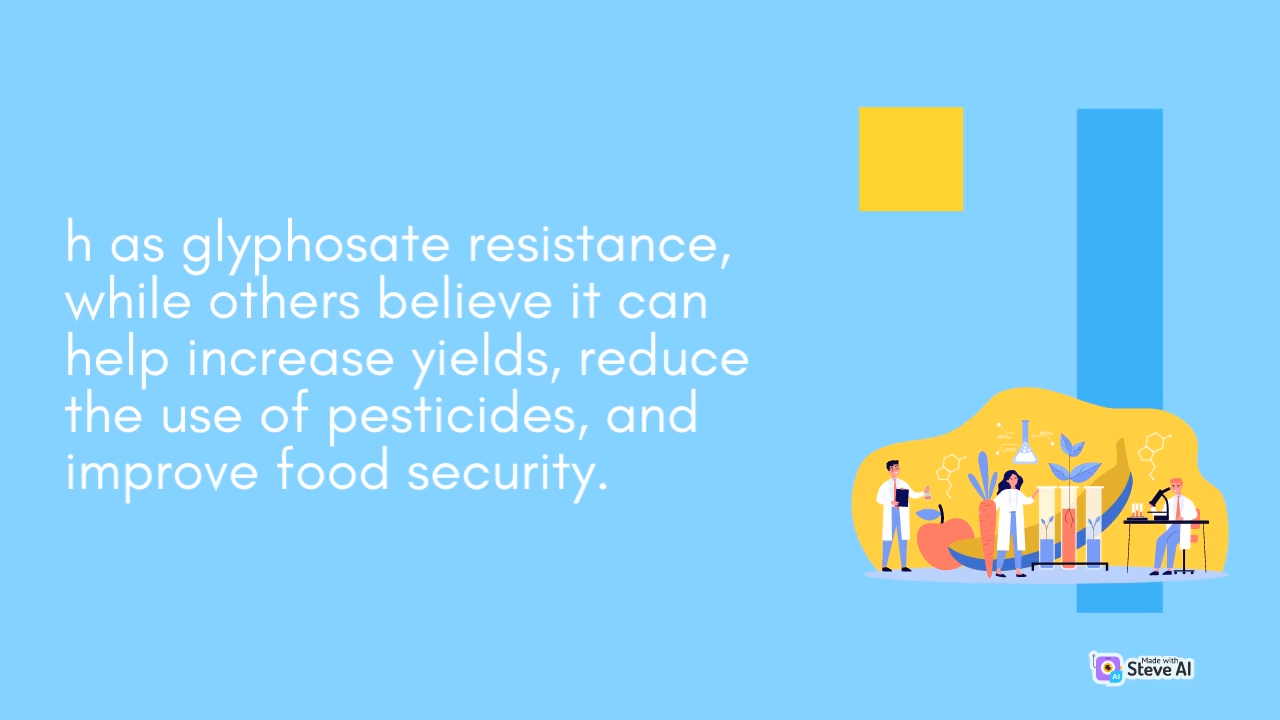 h as glyphosate resistance,
while others believe it can
help increase yields, reduce
the use of pesticides, and
improve food security.
Made with
Steve AI
AI